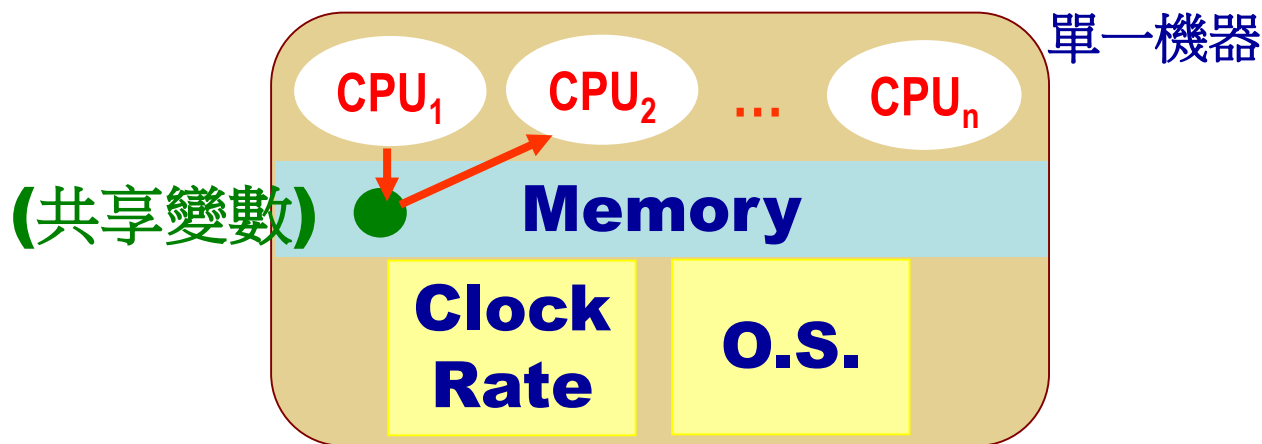 單一機器
CPU₁ CPU₂ ... CPUₙ
(共享變數) Memory
Clock O.S.
Rate